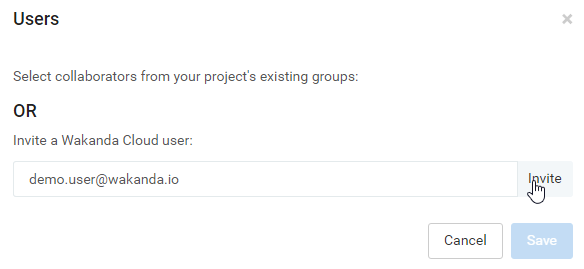 Users
×
Select collaborators from your project's existing groups:
OR
Invite a Wakanda Cloud user:
demo.user@wakanda.io
Invite
Cancel
Save